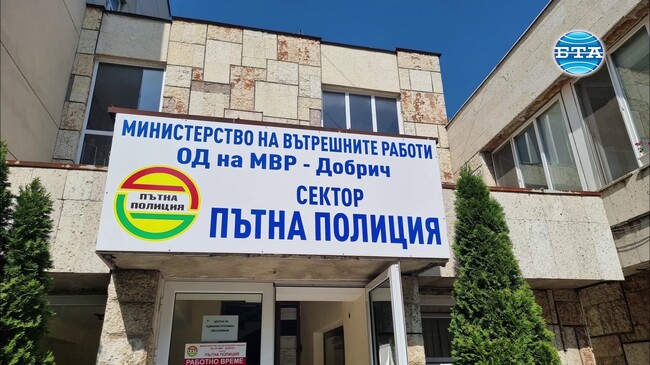 БТА
МИНИСТЕРСТВО НА ВЪТРЕШНИТЕ РАБОТИ
ОД на МВР - Добрич
СЕКТОР
ПЪТНА ПОЛИЦИЯ
ПЪТНА
ПОЛИЦИЯ
ПЪТНА ПОЛИЦИЯ
РАБОТНО ВРЕМЕ